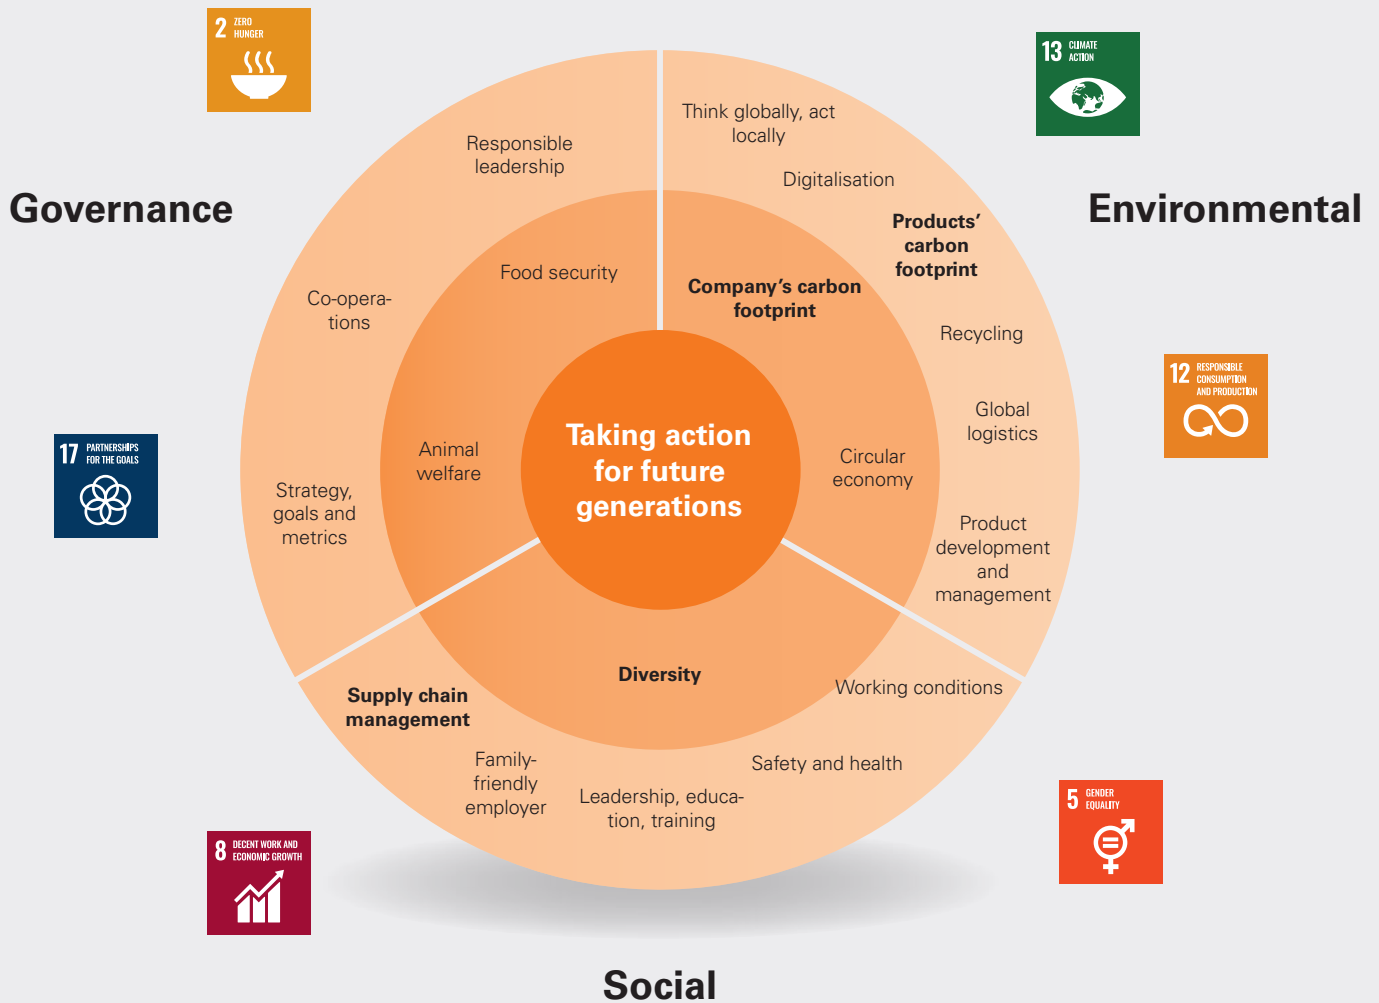 2 ZERO
HUNGER
13 CLIMATE
ACTION
Governance
Environmental
Responsible
leadership
Food security
Co-opera-
tions
Animal
welfare
Strategy,
goals and
metrics
17 PARTNERSHIPS
FOR THE GOALS
Think globally, act
locally
Digitalisation
Products’
carbon
footprint
Company’s carbon
footprint
Recycling
Global
logistics
Circular
economy
Product
development
and
management
12 RESPONSIBLE
CONSUMPTION
AND PRODUCTION
Taking action
for future
generations
Diversity
Supply chain
management
Working conditions
Family-
friendly
employer
Leadership, educa-
tion, training
Safety and health
8 DECENT WORK AND
ECONOMIC GROWTH
5 GENDER
EQUALITY
Social